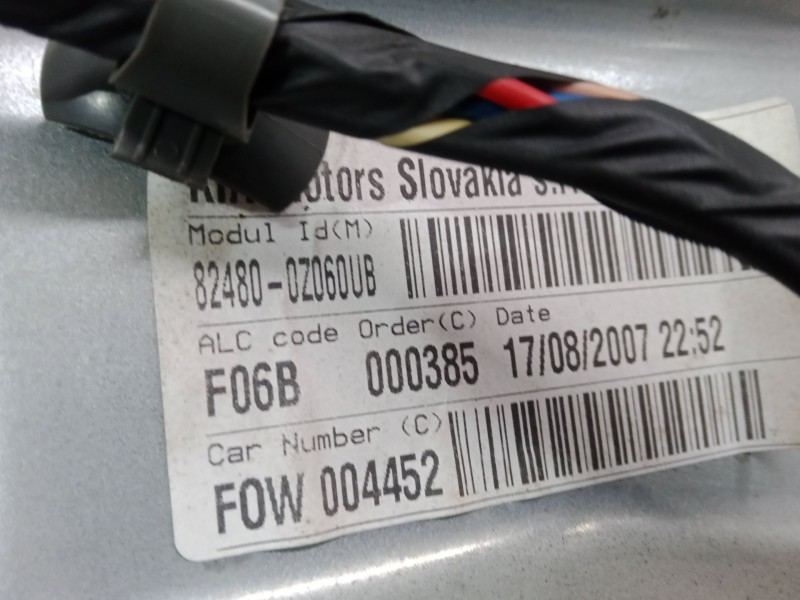 Motors Slovakia
Modul Id(M)
82480-0Z060UB
ALC code Order(C) Date
F06B 000385 17/08/2007 22:52
Car Number (C)
FOW 004452